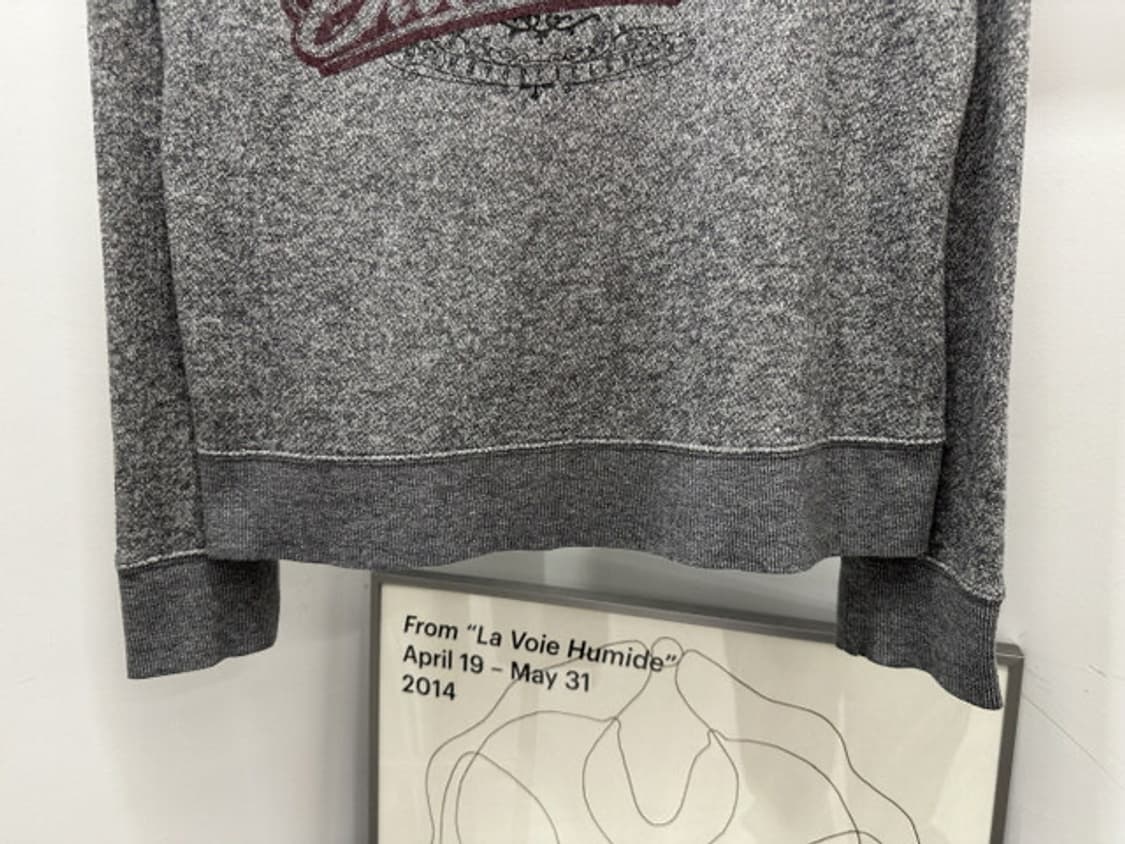 From “La Voie Humide”
April 19 – May 31
2014